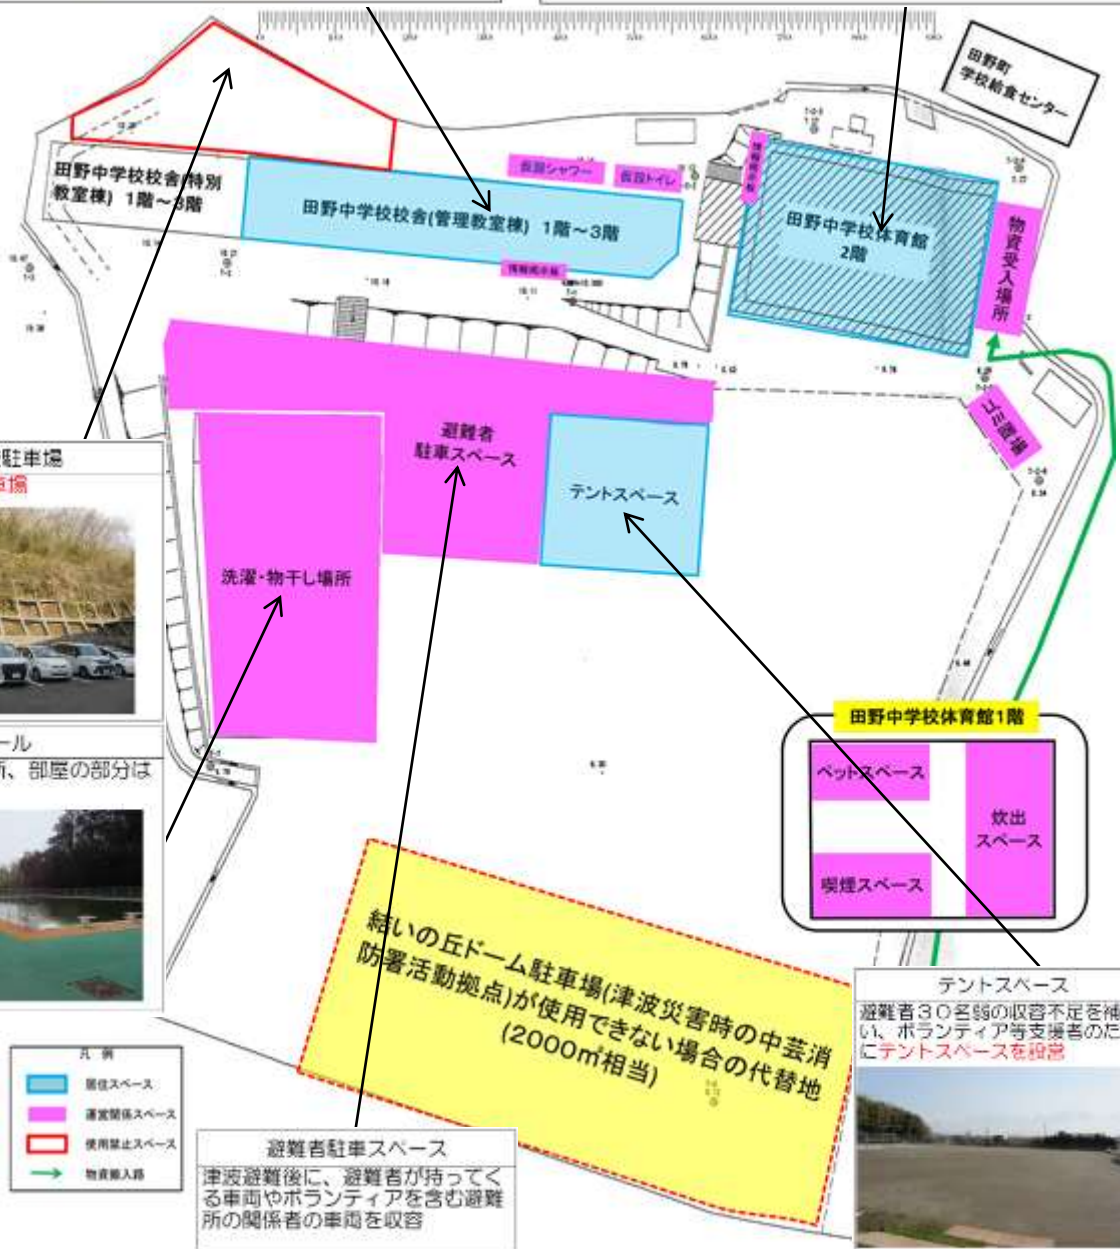 田野町
学校給食センター
田野中学校校舎(特別
教室棟) 1階～3階
田野中学校校舎(管理教室棟) 1階～3階
仮設シャワー
仮設トイレ
情報掲示板
情報掲示板
田野中学校体育館
2階
物資受入場所
ゴミ置場
避難者
駐車スペース
テントスペース
洗濯・物干し場所
駐車場
車場
ール
所、部屋の部分は
田野中学校体育館1階
ペットスペース
炊出
スペース
喫煙スペース
結いの丘ドーム駐車場(津波災害時の中芸消
防署活動拠点)が使用できない場合の代替地
(2000㎡相当)
テントスペース
避難者30名弱の収容不足を補
い、ボランティア等支援者のた
にテントスペースを設営
凡 例
居住スペース
運営関係スペース
使用禁止スペース
物資搬入路
避難者駐車スペース
津波避難後に、避難者が持ってく
る車両やボランティアを含む避難
所の関係者の車両を収容